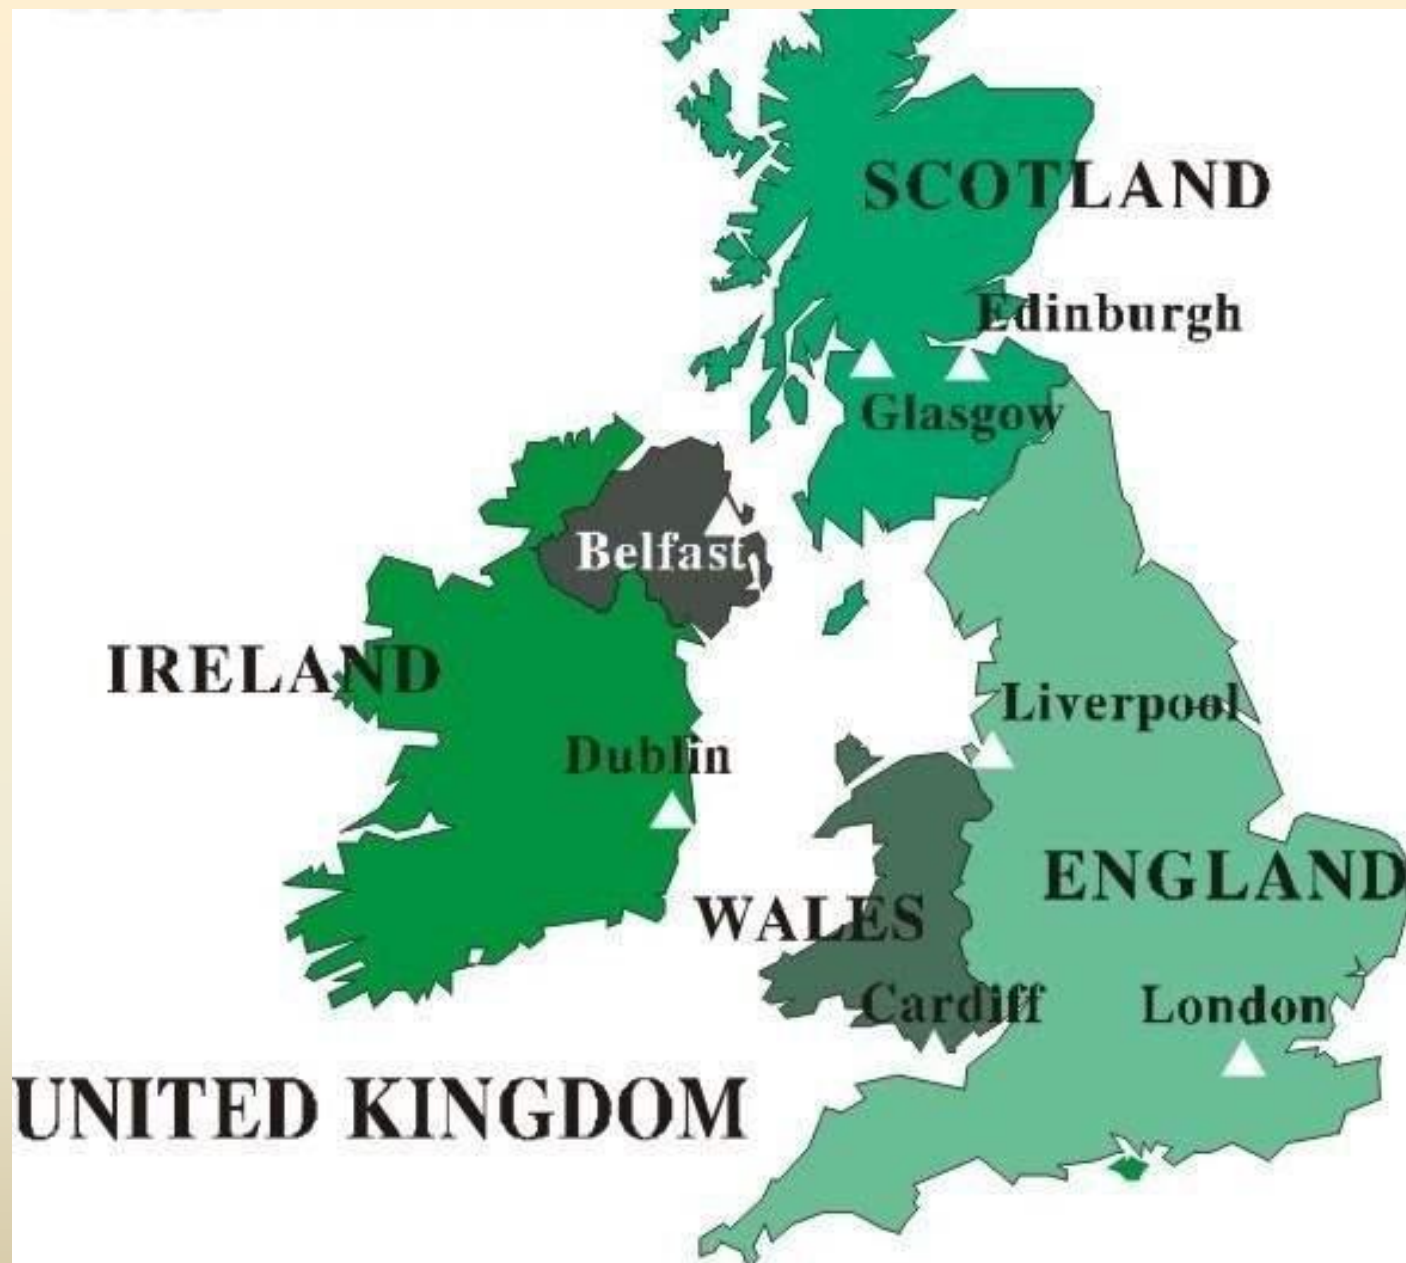 SCOTLAND
Edinburgh
Glasgow
Belfast
IRELAND
Liverpool
Dublin
ENGLAND
WALES
Cardiff
London
UNITED KINGDOM